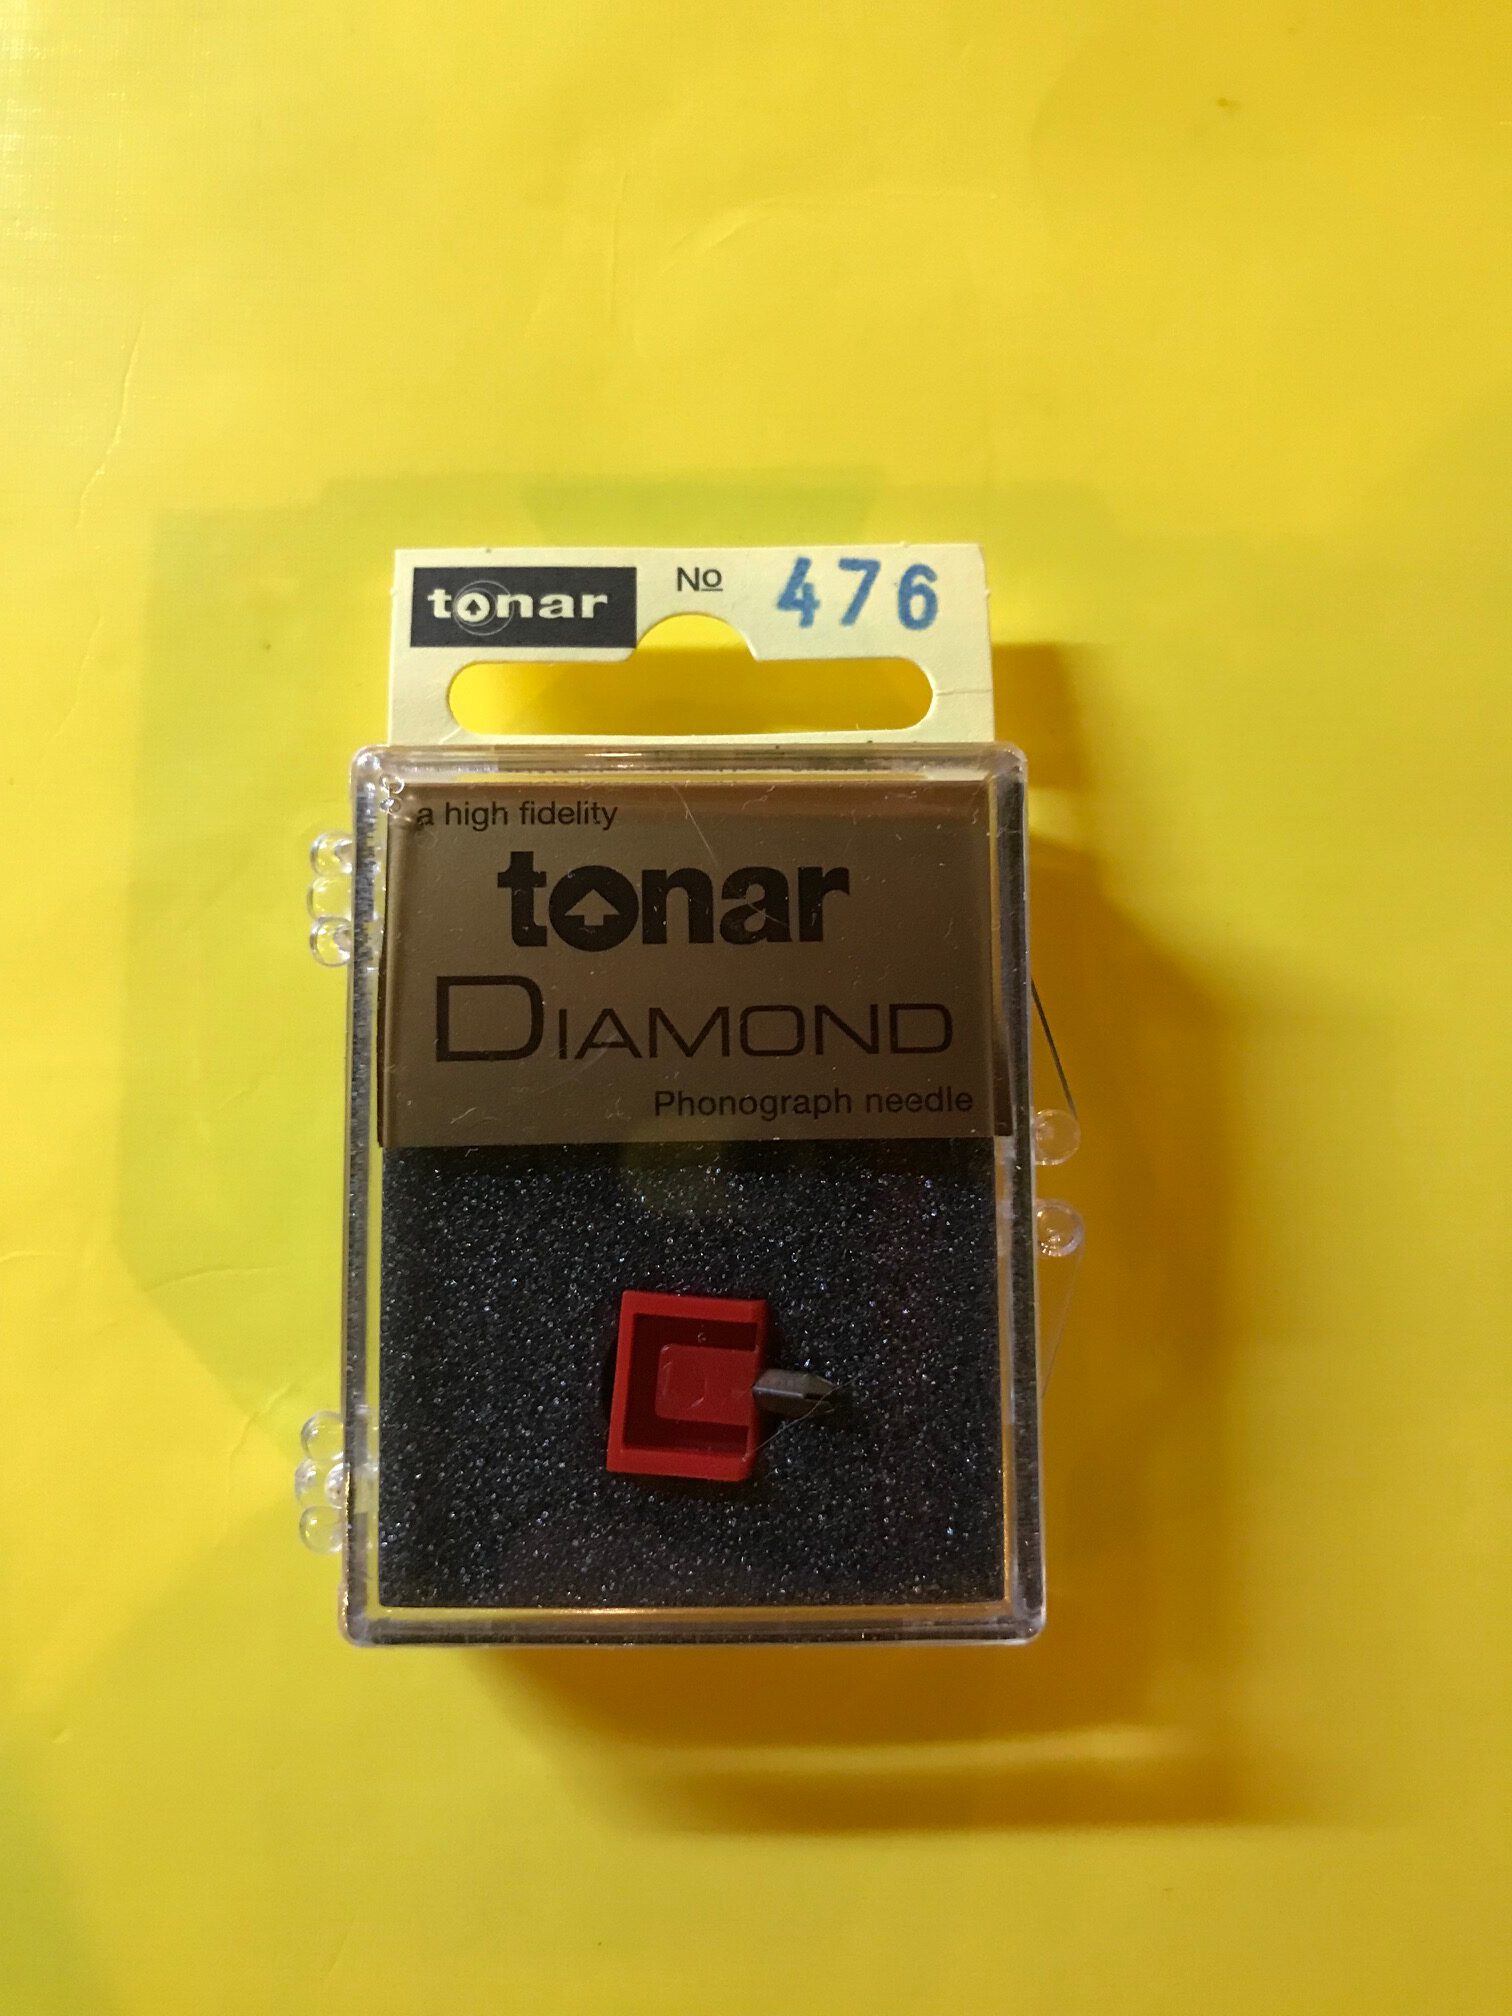 tonar No 476
a high fidelity
tonar
DIAMOND
Phonograph needle